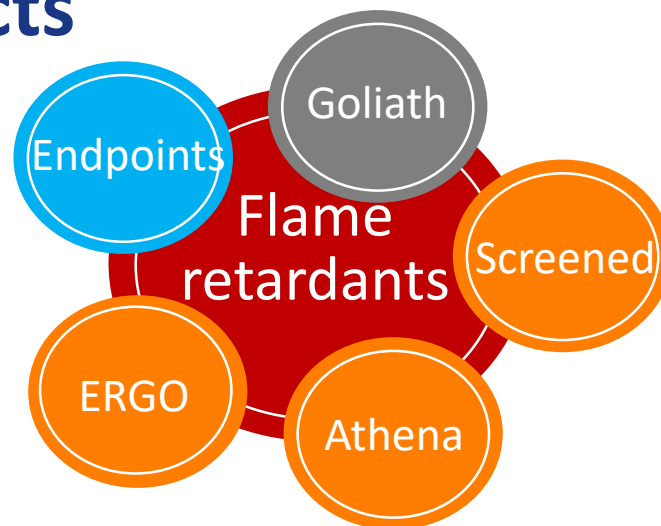 cts
Goliath
Endpoints
Flame
retardants
Screened
ERGO
Athena